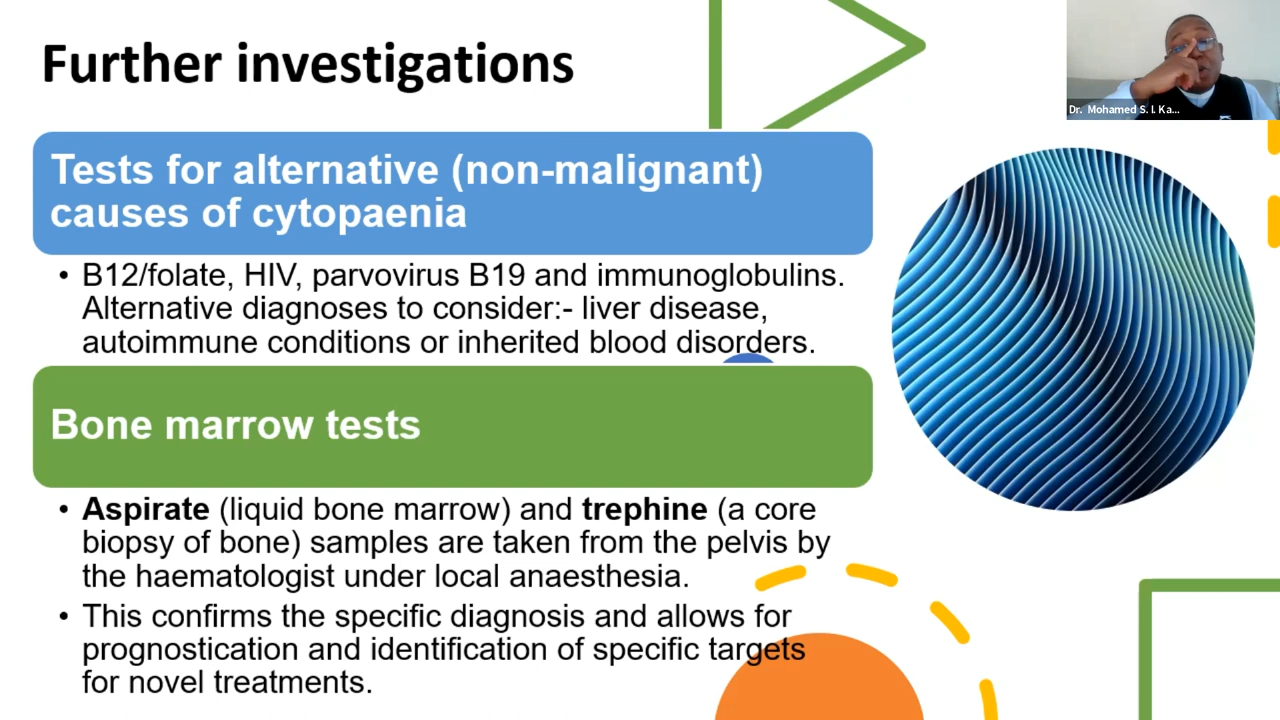 Further investigations
Dr. Mohamed S. I. Ka...
Tests for alternative (non-malignant)
causes of cytopaenia
• B12/folate, HIV, parvovirus B19 and immunoglobulins.
Alternative diagnoses to consider:- liver disease,
autoimmune conditions or inherited blood disorders.
Bone marrow tests
• Aspirate (liquid bone marrow) and trephine (a core
biopsy of bone) samples are taken from the pelvis by
the haematologist under local anaesthesia.
• This confirms the specific diagnosis and allows for
prognostication and identification of specific targets
for novel treatments.